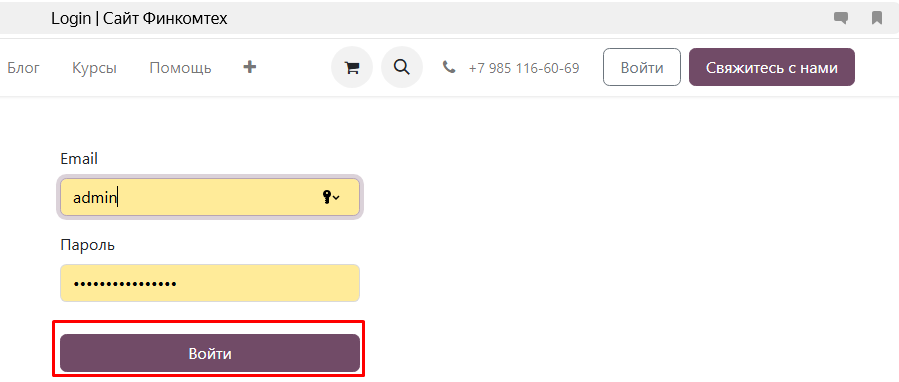 Login | Сайт Финкомтех
Блог Курсы Помощь + +7 985 116-60-69 Войти Свяжитесь с нами
Email
admin
Пароль
••••••••••••••••
Войти